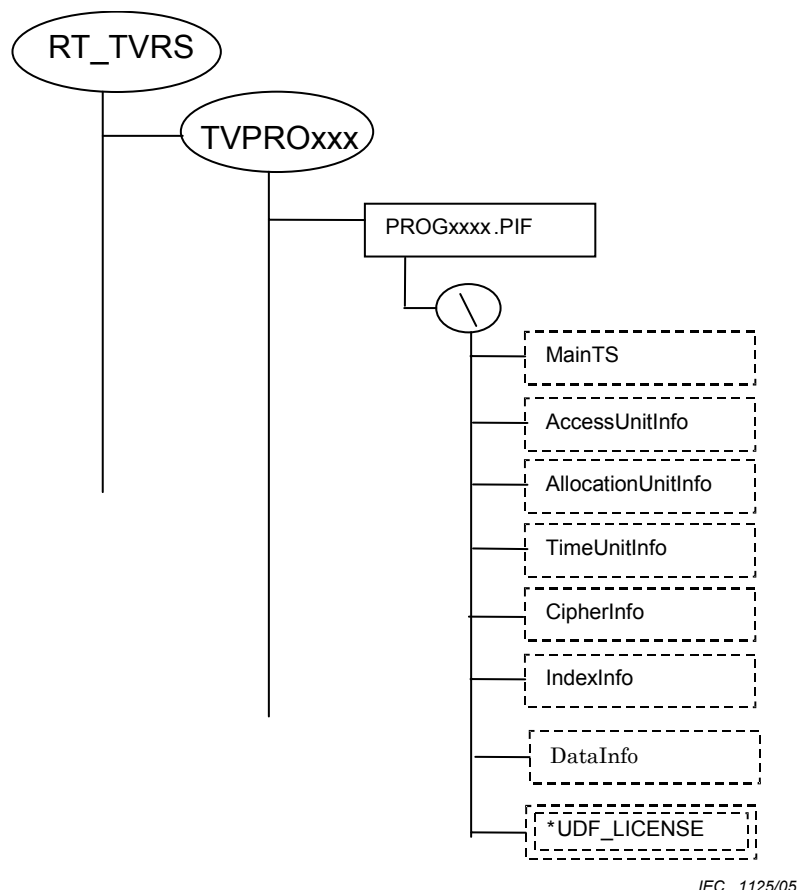 RT_TVRS
TVPROxxx
PROGxxxx.PIF
\
MainTS
AccessUnitInfo
AllocationUnitInfo
TimeUnitInfo
CipherInfo
IndexInfo
DataInfo
*UDF_LICENSE
IEC 1125/05